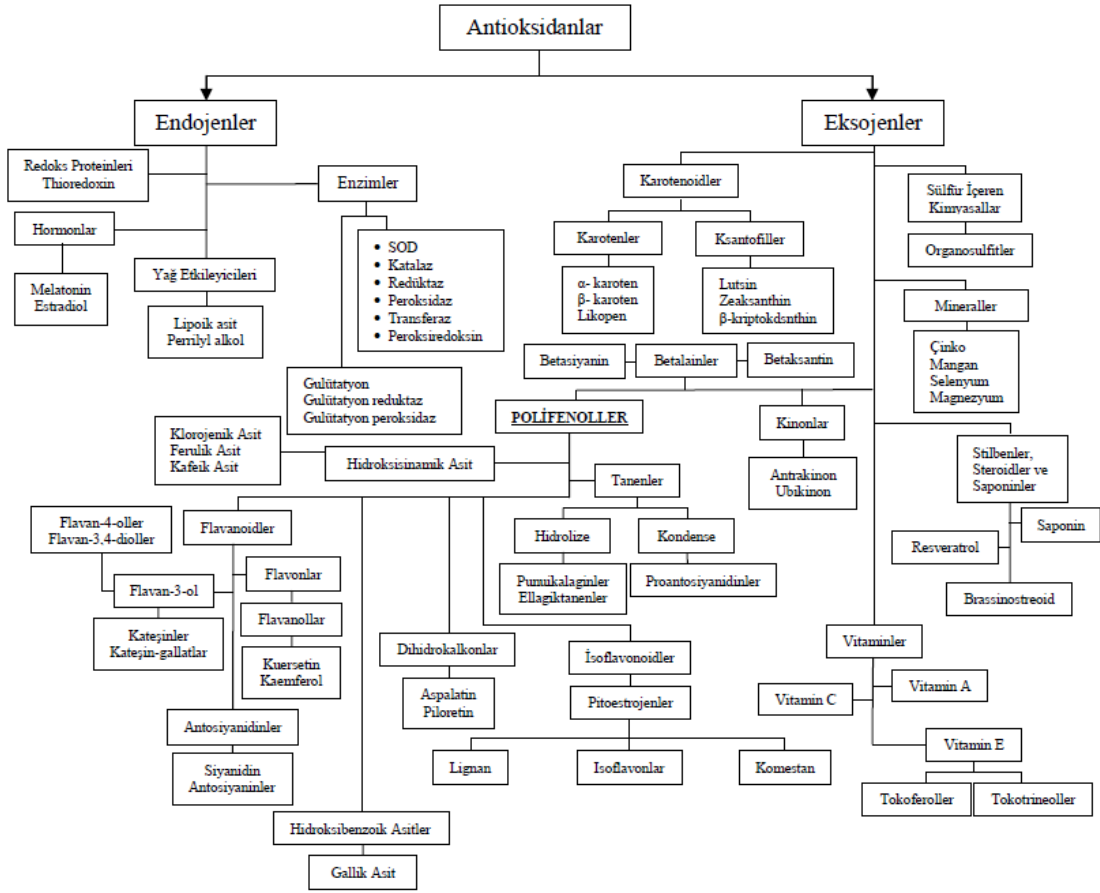 Antioksidanlar
Endojenler
Eksojenler
Redoks Proteinleri
Thioredoxin
Enzimler
Hormonlar
Melatonin
Estradiol
Yağ Etkileyicileri
Lipoik asit
Perrilyl alkol
• SOD
• Katalaz
• Redüktaz
• Peroksidaz
• Transferaz
• Peroksiredoksin
Gulütatyon
Gulütatyon reduktaz
Gulütatyon peroksidaz
Karotenoidler
Karotenler
Ksantofiller
α- karoten
β- karoten
Likopen
Lutsin
Zeaksanthin
β-kriptokdsnthin
Sülfür İçeren
Kimyasallar
Organosulfitler
Mineraller
Çinko
Mangan
Selenyum
Magnezyum
Betasiyanin
Betalainler
Betaksantin
POLİFENOLLER
Kinonlar
Antrakinon
Ubikinon
Klorojenik Asit
Ferulik Asit
Kafeik Asit
Hidroksisinamik Asit
Tanenler
Hidrolize
Kondense
Punuikalaginler
Ellagiktanenler
Proantosiyanidinler
Stilbenler,
Steroidler ve
Saponinler
Saponin
Resveratrol
Brassinostreoid
Flavan-4-oller
Flavan-3,4-dioller
Flavanoidler
Flavan-3-ol
Flavonlar
Kateşinler
Kateşin-gallatlar
Flavanollar
Kuersetin
Kaemferol
Antosiyanidinler
Siyanidin
Antosiyaninler
Dihidrokalkonlar
Aspalatin
Piloretin
İsoflavonoidler
Pitoestrojenler
Lignan
Isoflavonlar
Komestan
Hidroksibenzoik Asitler
Gallik Asit
Vitaminler
Vitamin A
Vitamin C
Vitamin E
Tokoferoller
Tokotrineoller